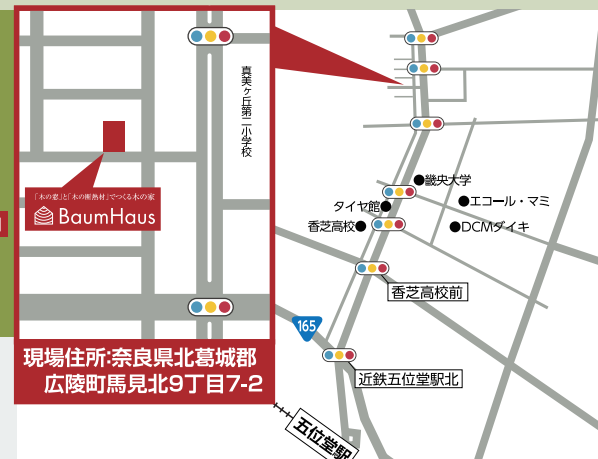 真美ヶ丘第二小学校
「木の窓」と「木の断熱材」でつくる木の家
BaumHaus
現場住所:奈良県北葛城郡
広陵町馬見北9丁目7-2
畿央大学
タイヤ館
エコール・マミ
香芝高校
DCMダイキ
香芝高校前
165
近鉄五位堂駅北
五位堂駅